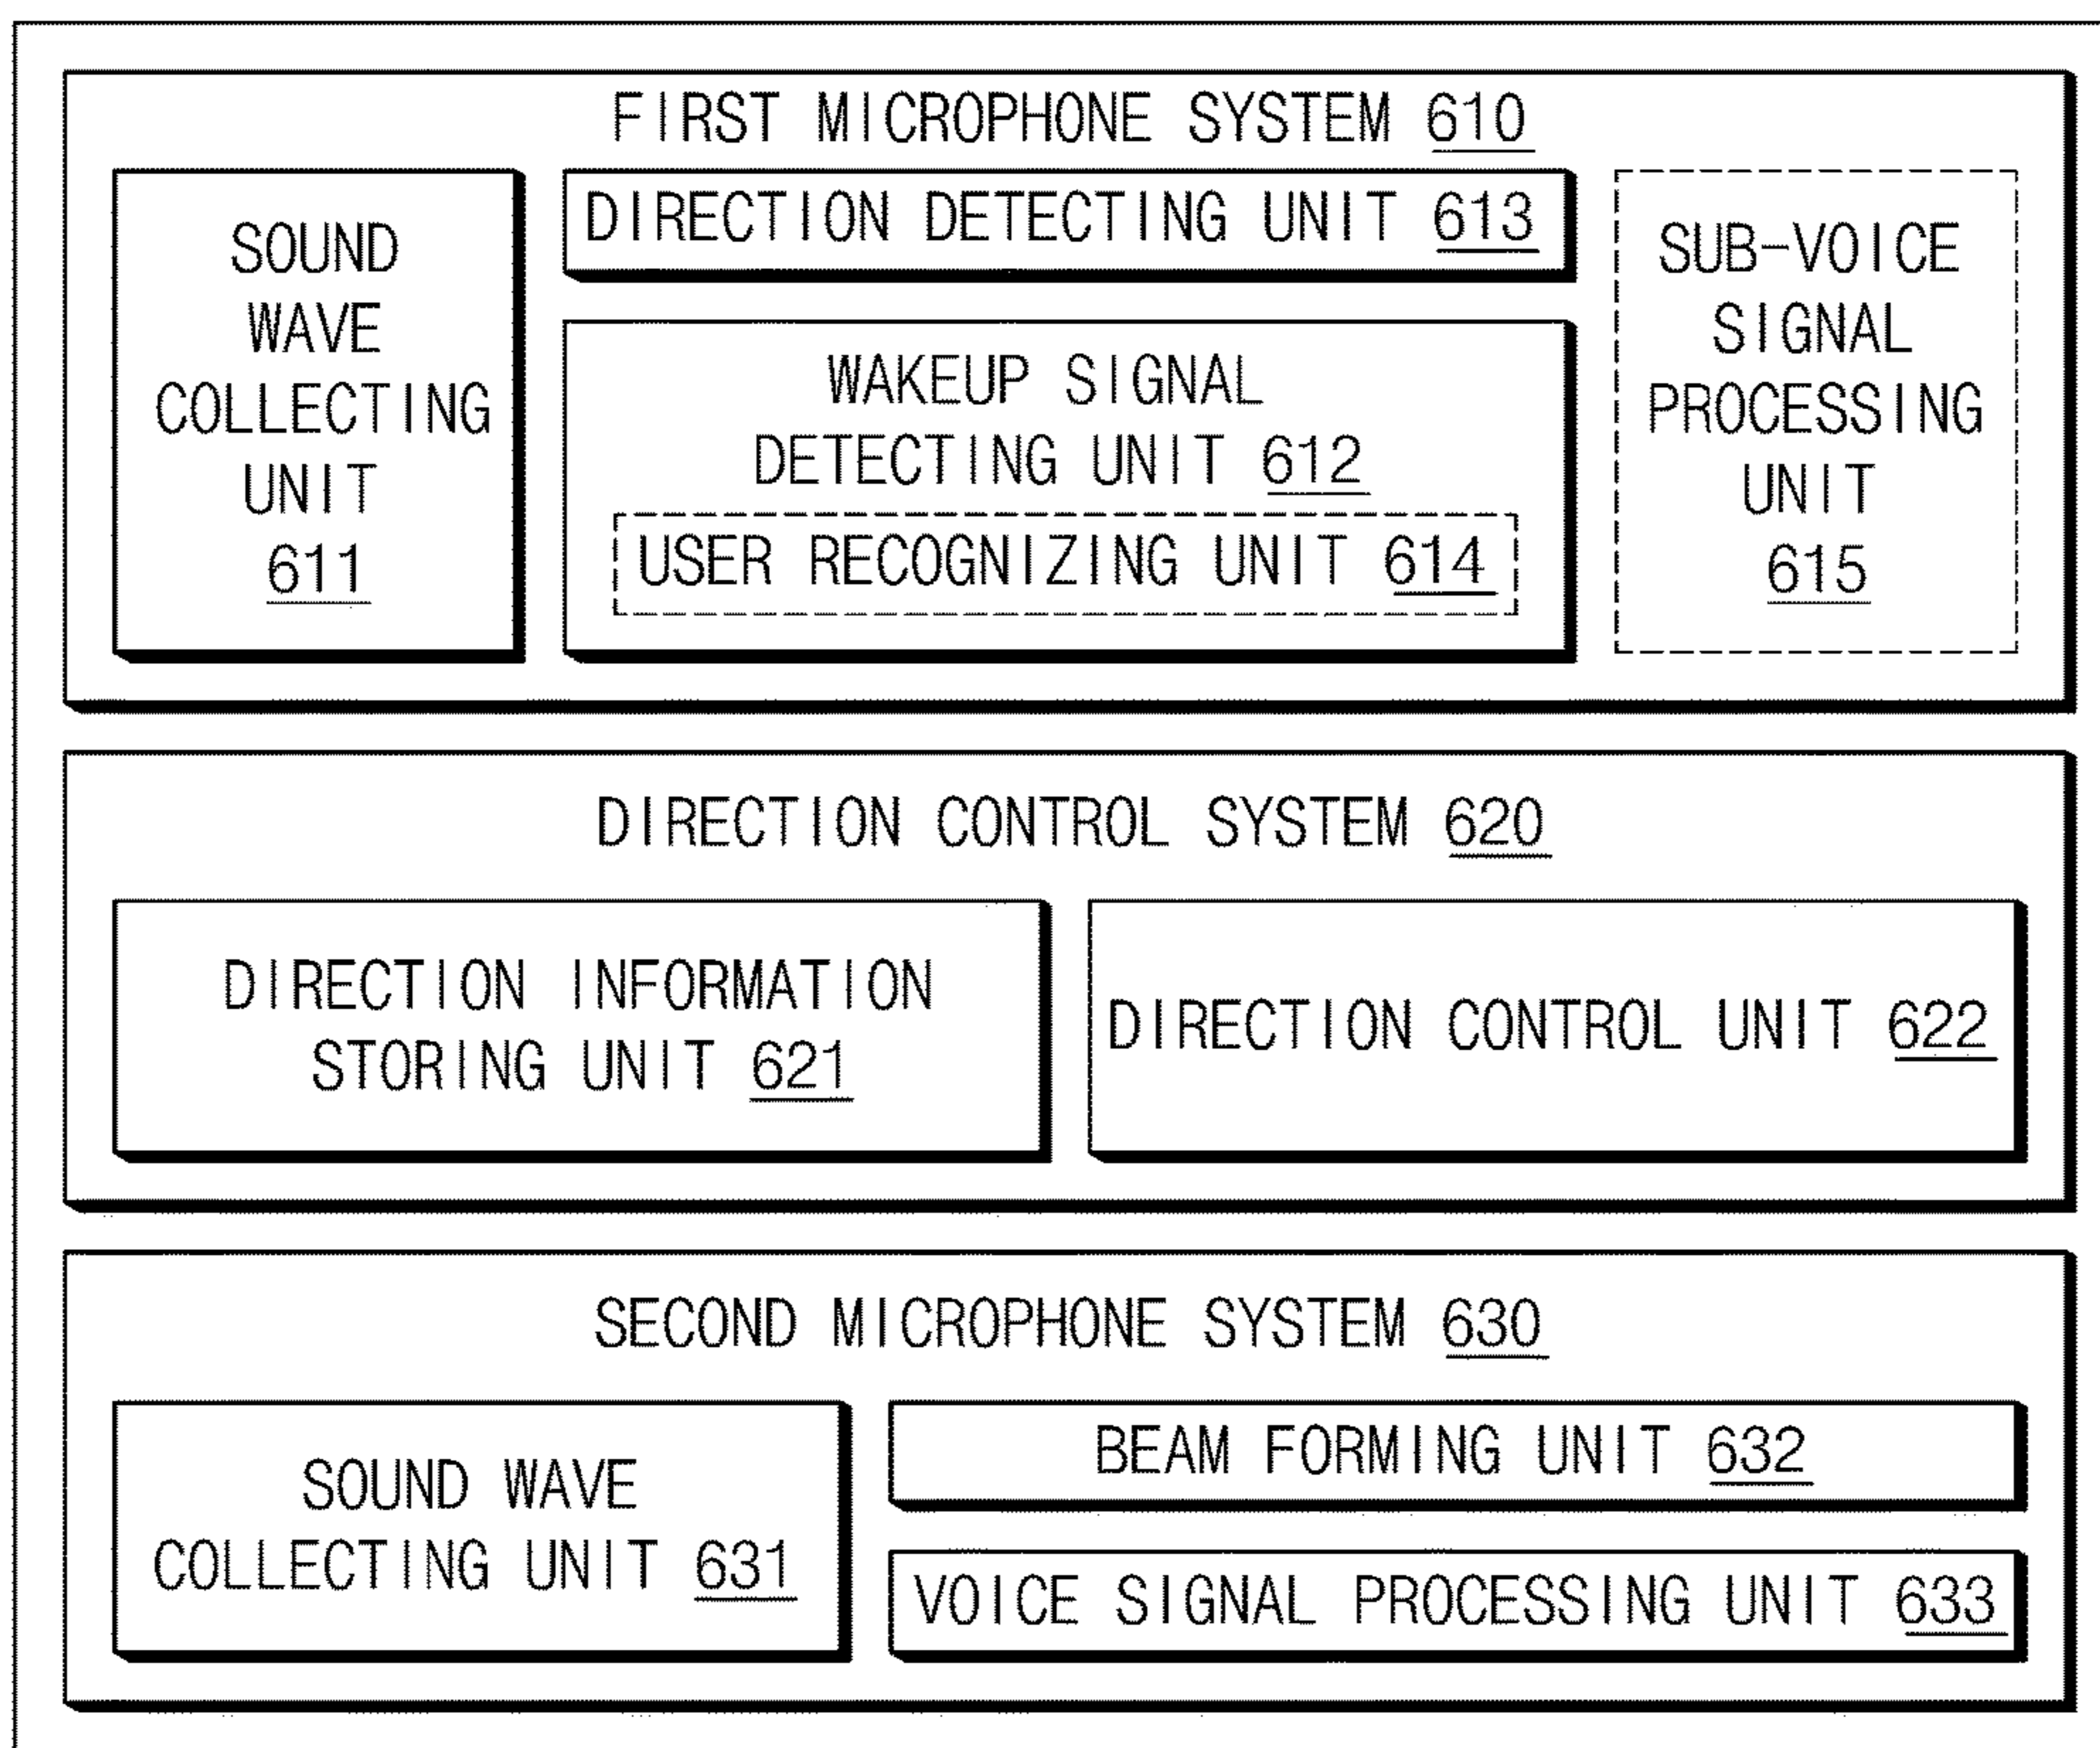 FIRST MICROPHONE SYSTEM 610
SOUND
WAVE
COLLECTING
UNIT
611
DIRECTION DETECTING UNIT 613
WAKEUP SIGNAL
DETECTING UNIT 612
USER RECOGNIZING UNIT 614
SUB-VOICE
SIGNAL
PROCESSING
UNIT
615
DIRECTION CONTROL SYSTEM 620
DIRECTION INFORMATION
STORING UNIT 621
DIRECTION CONTROL UNIT 622
SECOND MICROPHONE SYSTEM 630
SOUND WAVE
COLLECTING UNIT 631
BEAM FORMING UNIT 632
VOICE SIGNAL PROCESSING UNIT 633